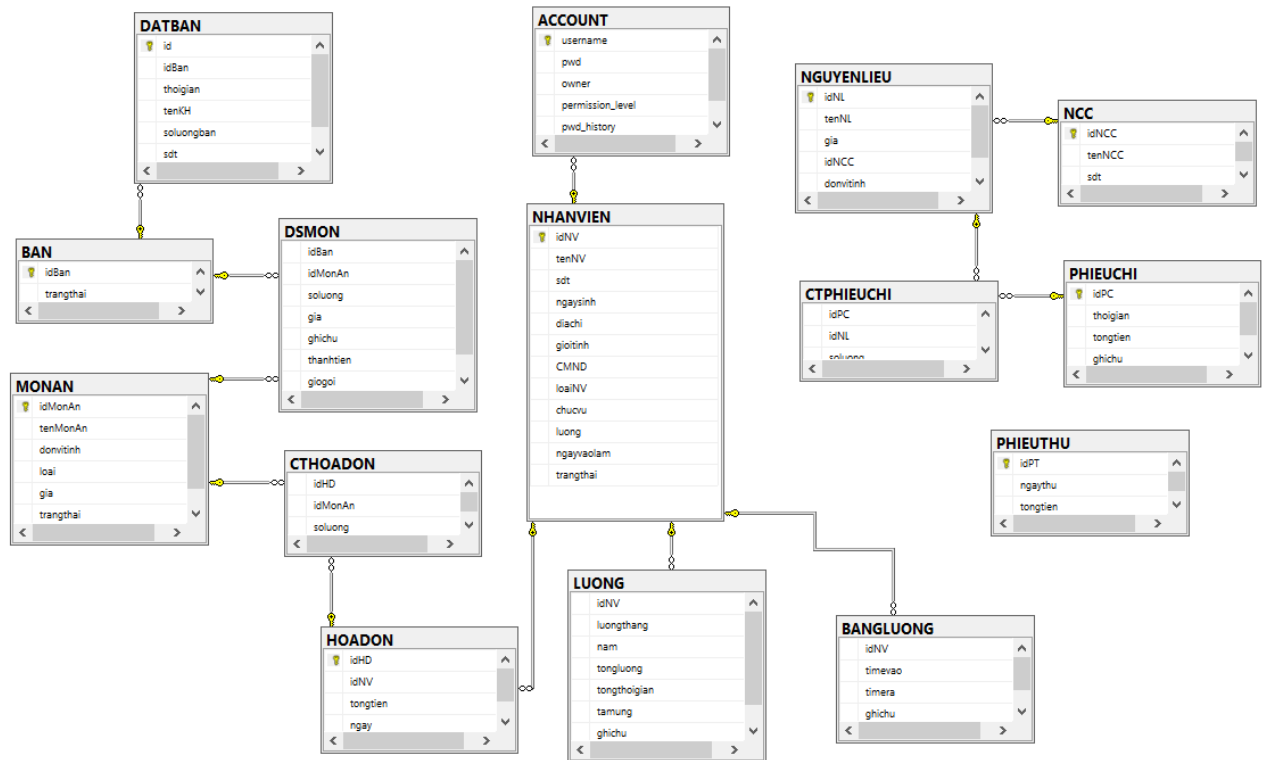 DATBAN
id
idBan
thoigian
tenKH
soluongban
sdt
ACCOUNT
username
pwd
owner
permission_level
pwd_history
NGUYENLIEU
idNL
tenNL
gia
idNCC
donvitinh
NCC
idNCC
tenNCC
sdt
BAN
idBan
trangthai
DSMON
idBan
idMonAn
soluong
gia
ghichu
thanhtien
giogoi
NHANVIEN
idNV
tenNV
sdt
ngaysinh
diachi
gioitinh
CMND
loaiNV
chucvu
luong
ngayvaolam
trangthai
CTPHIEUCHI
idPC
idNL
soluong
PHIEUCHI
idPC
thoigian
tongtien
ghichu
MONAN
idMonAn
tenMonAn
donvitinh
loai
gia
trangthai
CTHOADON
idHD
idMonAn
soluong
PHIEUTHU
idPT
ngaythu
tongtien
HOADON
idHD
idNV
tongtien
ngay
LUONG
idNV
luongthang
nam
tongluong
tongthoigian
tamung
ghichu
BANGLUONG
idNV
timevao
timera
ghichu